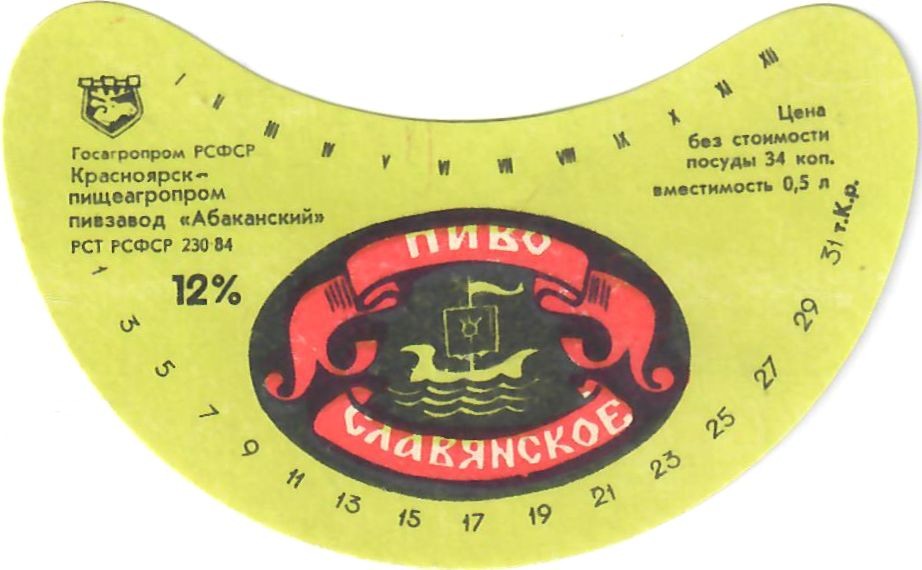 I II III IV V VI VII VIII IX X XI XII
Госагропром РСФСР
Красноярск-
пищеагропром
пивзавод «Абаканский»
РСТ РСФСР 230·84
12%
Цена
без стоимости
посуды 34 коп.
вместимость 0,5 л
ПИВО
СЛАВЯНСКОЕ
1 3 5 7 9 11 13 15 17 19 21 23 25 27 29 31 т.К.р.